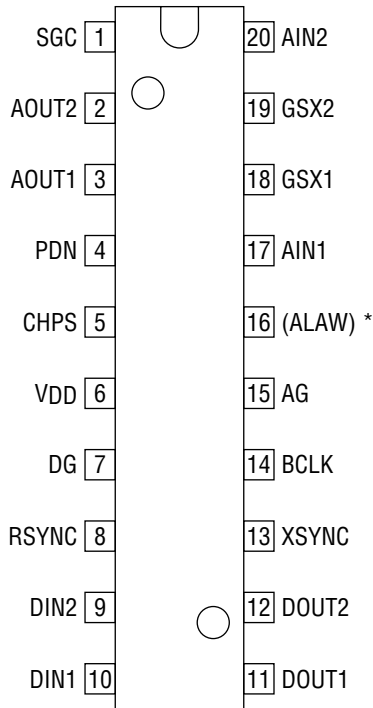 SGC 1 20 AIN2
AOUT2 2 19 GSX2
AOUT1 3 18 GSX1
PDN 4 17 AIN1
CHPS 5 16 (ALAW) *
VDD 6 15 AG
DG 7 14 BCLK
RSYNC 8 13 XSYNC
DIN2 9 12 DOUT2
DIN1 10 11 DOUT1